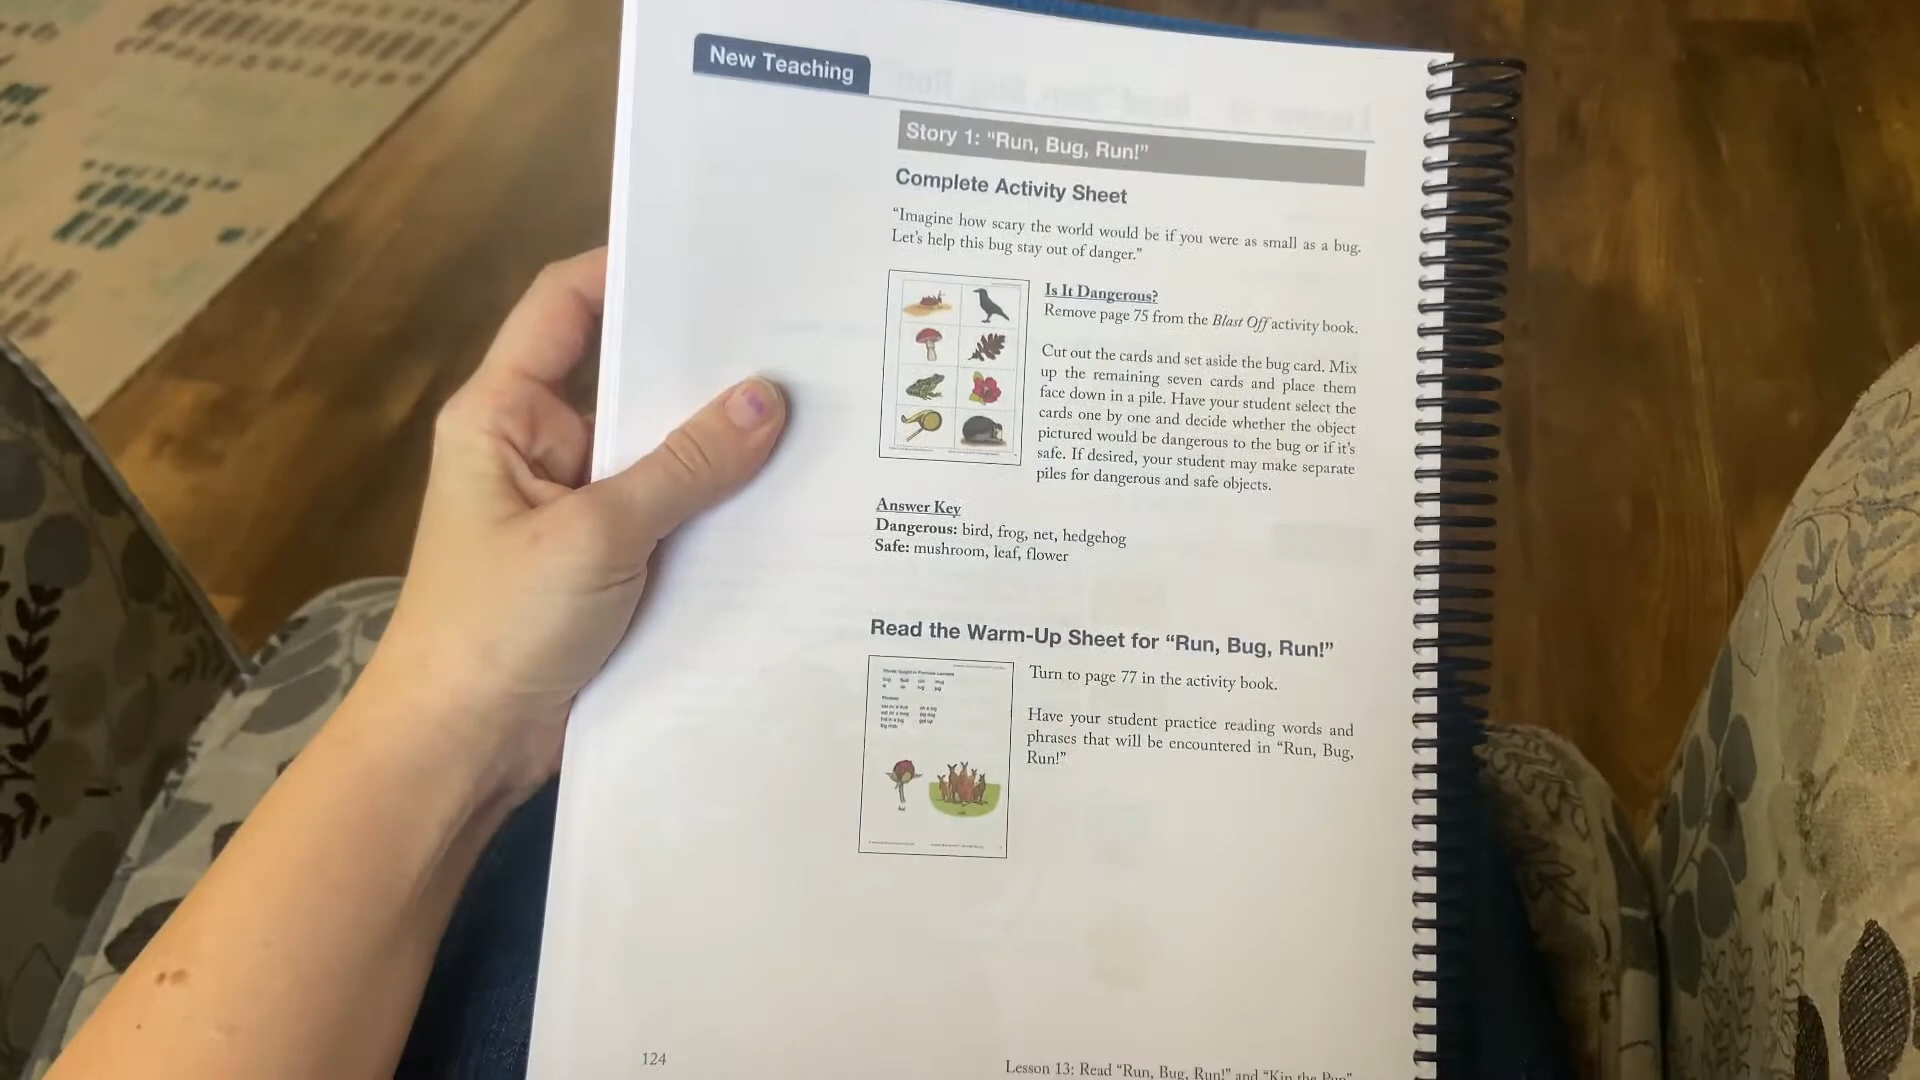 New Teaching
Story 1: “Run, Bug, Run!”
Complete Activity Sheet
“Imagine how scary the world would be if you were as small as a bug.
Let’s help this bug stay out of danger.”
Is It Dangerous?
Remove page 75 from the Blast Off activity book.
Cut out the cards and set aside the bug card. Mix
up the remaining seven cards and place them
face down in a pile. Have your student select the
cards one by one and decide whether the object
pictured would be dangerous to the bug or if it’s
safe. If desired, your student may make separate
piles for dangerous and safe objects.
Answer Key
Dangerous: bird, frog, net, hedgehog
Safe: mushroom, leaf, flower
Read the Warm-Up Sheet for “Run, Bug, Run!”
Turn to page 77 in the activity book.
Have your student practice reading words and
phrases that will be encountered in “Run, Bug,
Run!”
124
Lesson 13: Read “Run, Bug, Run!” and “Kip the Pup”